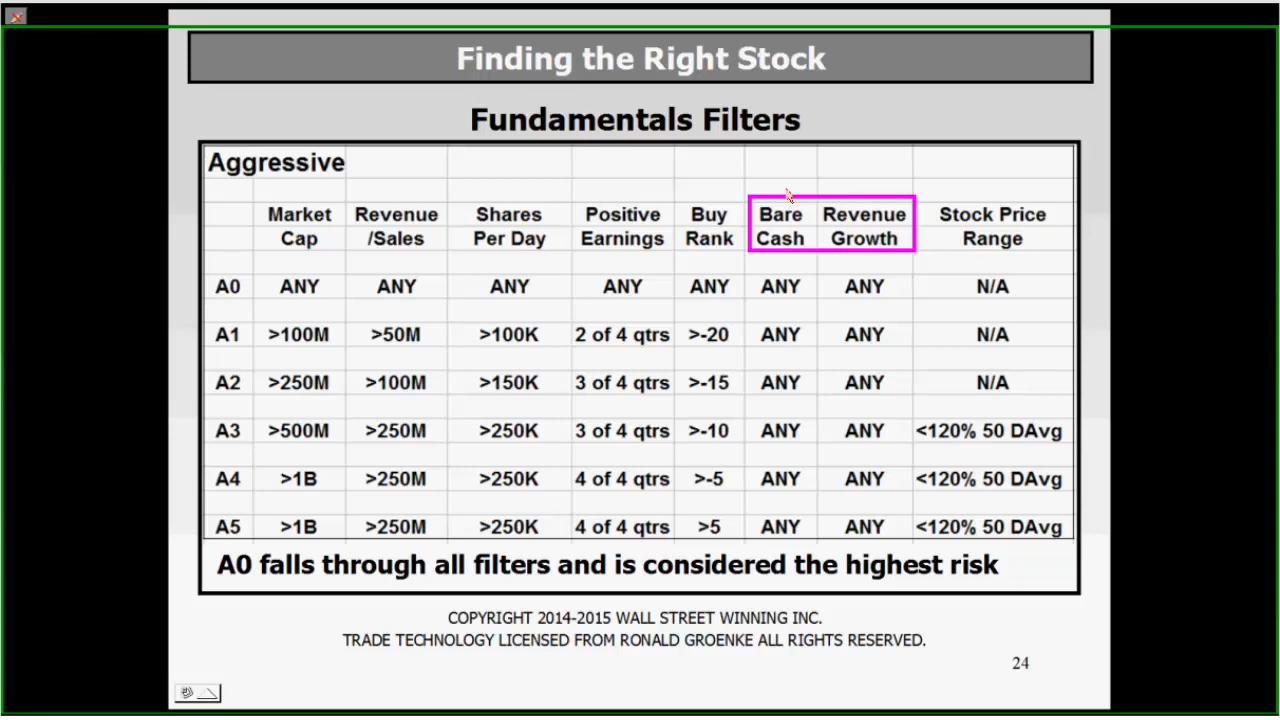 Finding the Right Stock
Fundamentals Filters
Aggressive
Market Revenue Shares Positive Buy Bare Revenue Stock Price
Cap /Sales Per Day Earnings Rank Cash Growth Range
A0 ANY ANY ANY ANY ANY ANY ANY N/A
A1 >100M >50M >100K 2 of 4 qtrs >-20 ANY ANY N/A
A2 >250M >100M >150K 3 of 4 qtrs >-15 ANY ANY N/A
A3 >500M >250M >250K 3 of 4 qtrs >-10 ANY ANY <120% 50 DAvg
A4 >1B >250M >250K 4 of 4 qtrs >-5 ANY ANY <120% 50 DAvg
A5 >1B >250M >250K 4 of 4 qtrs >5 ANY ANY <120% 50 DAvg
A0 falls through all filters and is considered the highest risk
COPYRIGHT 2014-2015 WALL STREET WINNING INC.
TRADE TECHNOLOGY LICENSED FROM RONALD GROENKE ALL RIGHTS RESERVED.
24